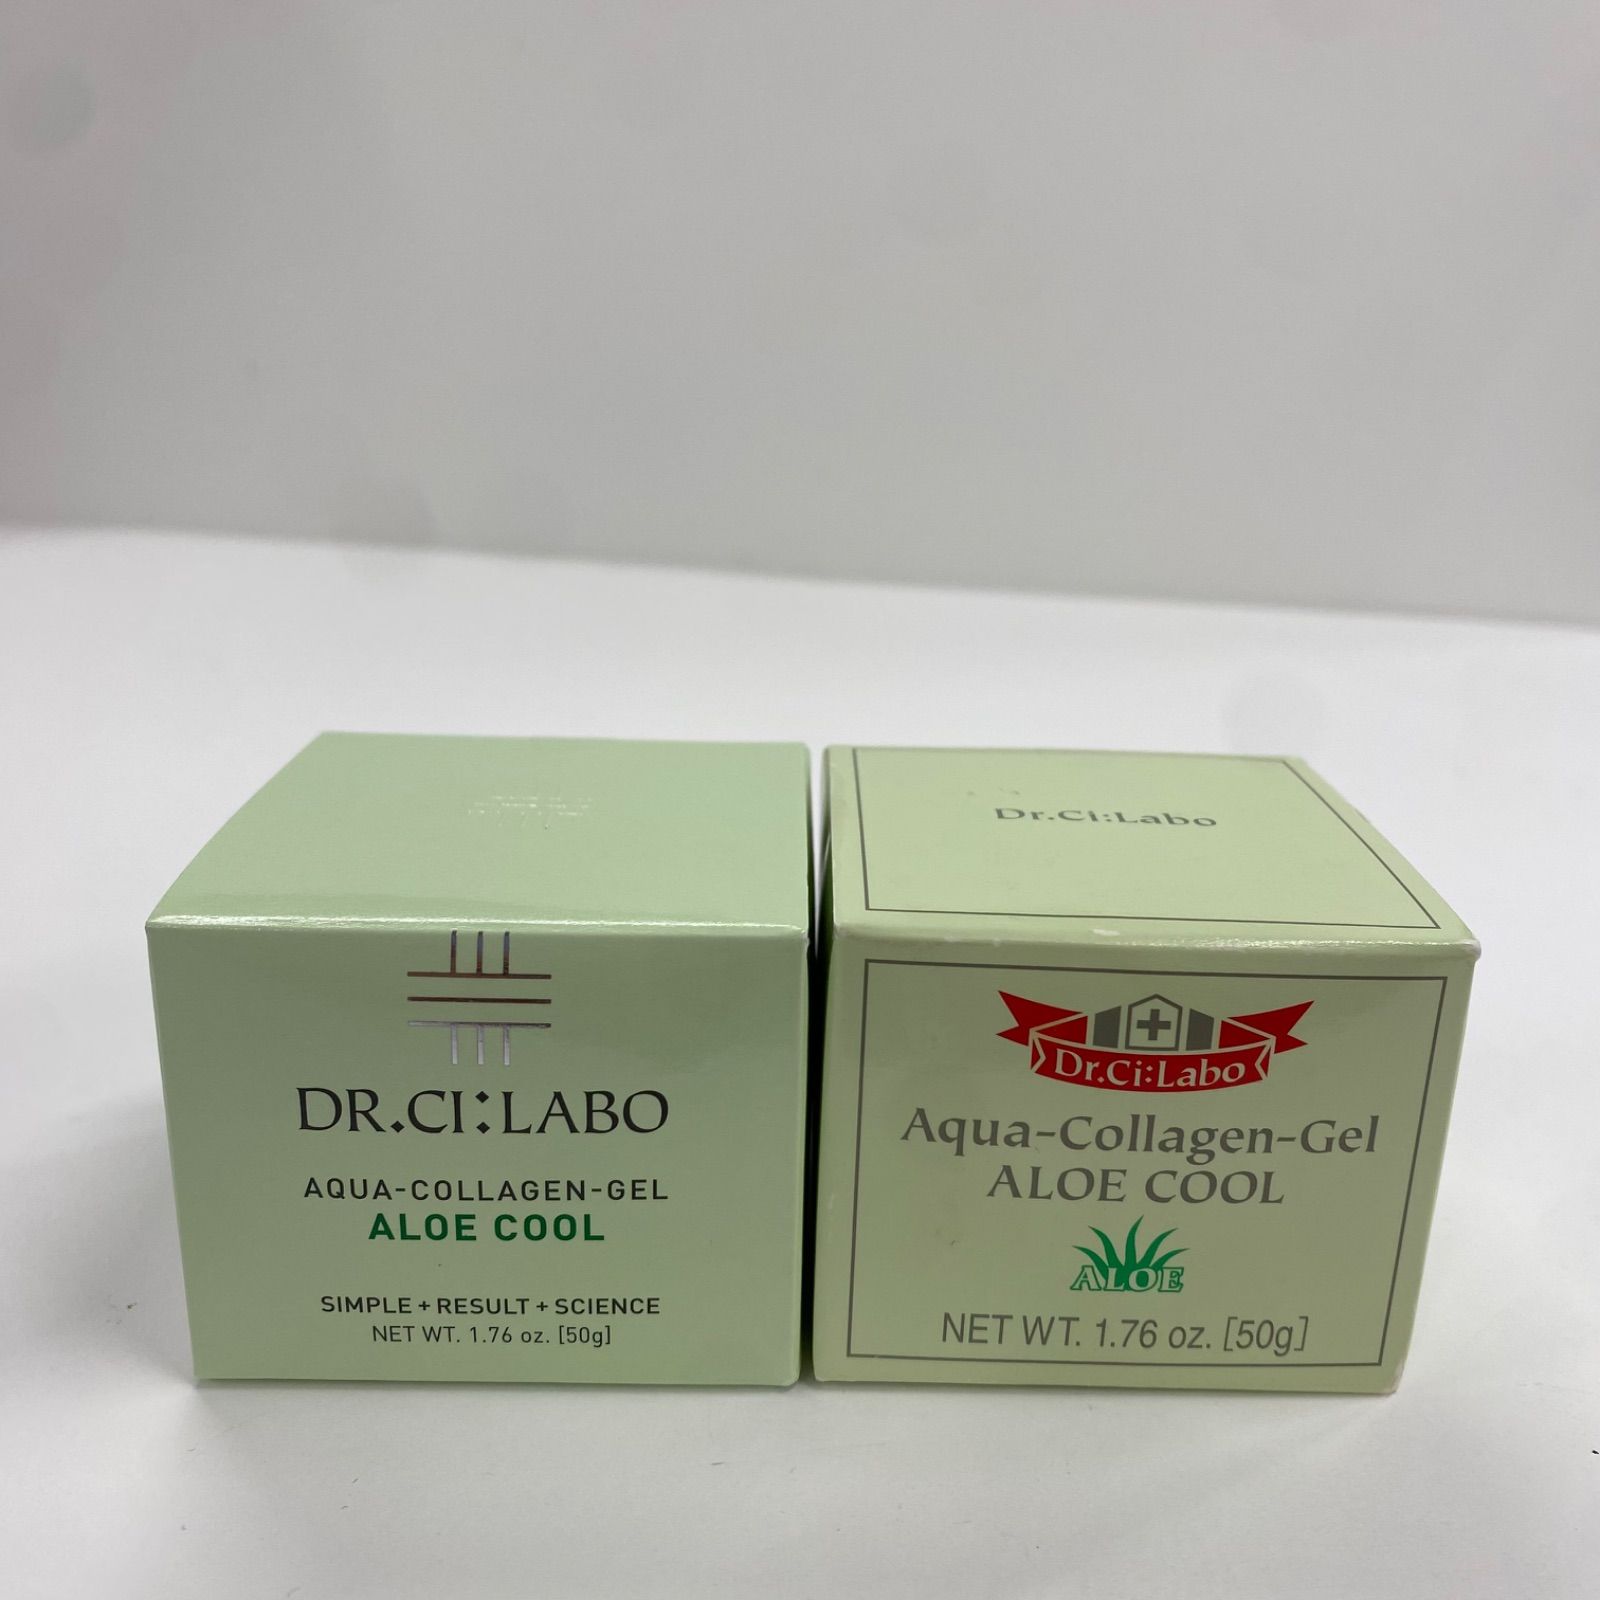 DR.CI:LABO
AQUA-COLLAGEN-GEL
ALOE COOL
SIMPLE + RESULT + SCIENCE
NET WT. 1.76 oz. [50g]
Dr.Ci:Labo
Dr.Ci:Labo
Aqua-Collagen-Gel
ALOE COOL
ALOE
NET WT. 1.76 oz. [50g]